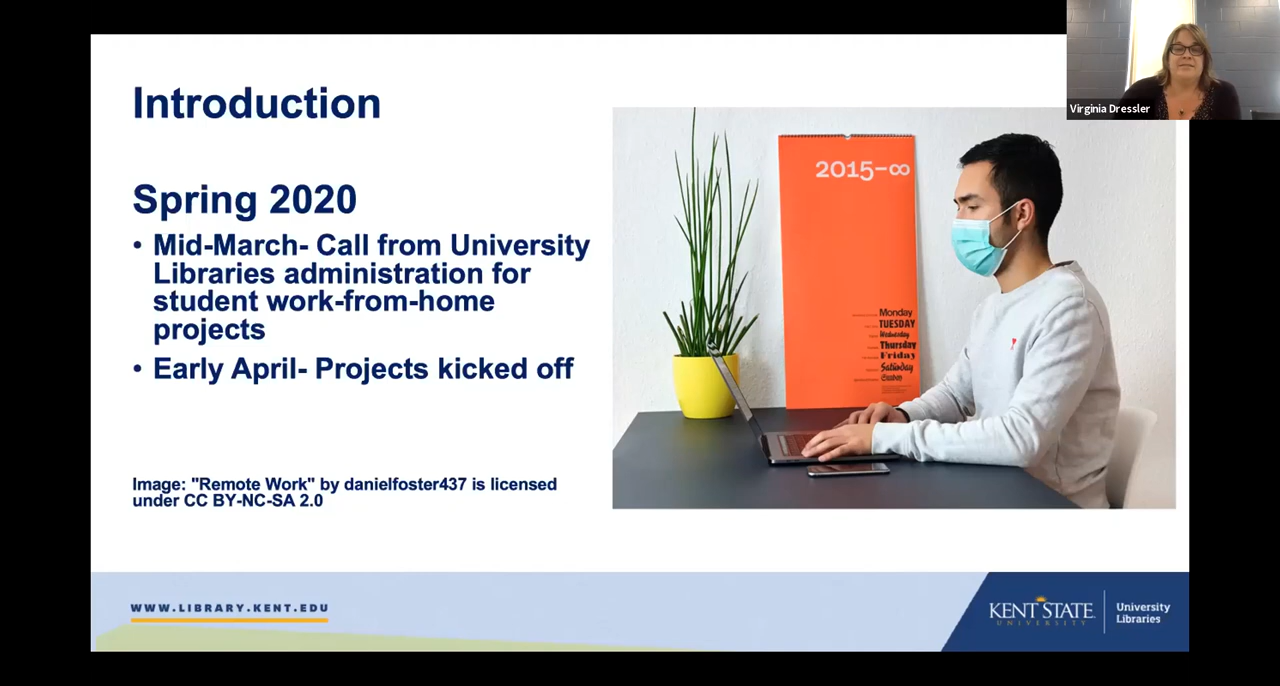 Introduction
Spring 2020
• Mid-March- Call from University
Libraries administration for
student work-from-home
projects
• Early April- Projects kicked off
Image: "Remote Work" by danielfoster437 is licensed
under CC BY-NC-SA 2.0
2015-∞
Monday
TUESDAY
Wednesday
Thursday
Friday
Saturday
Sunday
Virginia Dressler
WWW.LIBRARY.KENT.EDU
KENT STATE
UNIVERSITY
University
Libraries